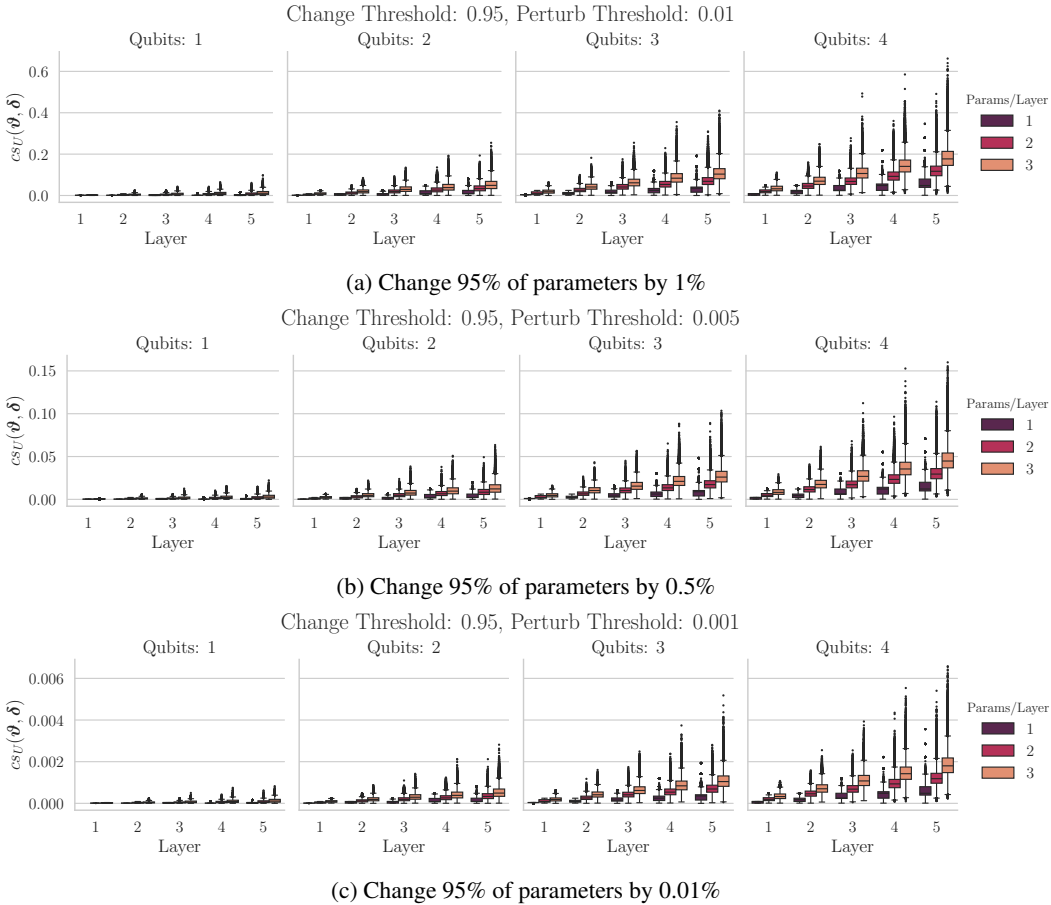 Change Threshold: 0.95, Perturb Threshold: 0.01
Qubits: 1 Qubits: 2 Qubits: 3 Qubits: 4
0.6
0.4
0.2
0.0
cs_U(ϑ, δ)
1 2 3 4 5 1 2 3 4 5 1 2 3 4 5 1 2 3 4 5
Layer Layer Layer Layer
Params/Layer
1
2
3
(a) Change 95% of parameters by 1%
Change Threshold: 0.95, Perturb Threshold: 0.005
Qubits: 1 Qubits: 2 Qubits: 3 Qubits: 4
0.15
0.10
0.05
0.00
cs_U(ϑ, δ)
1 2 3 4 5 1 2 3 4 5 1 2 3 4 5 1 2 3 4 5
Layer Layer Layer Layer
Params/Layer
1
2
3
(b) Change 95% of parameters by 0.5%
Change Threshold: 0.95, Perturb Threshold: 0.001
Qubits: 1 Qubits: 2 Qubits: 3 Qubits: 4
0.006
0.004
0.002
0.000
cs_U(ϑ, δ)
1 2 3 4 5 1 2 3 4 5 1 2 3 4 5 1 2 3 4 5
Layer Layer Layer Layer
Params/Layer
1
2
3
(c) Change 95% of parameters by 0.01%